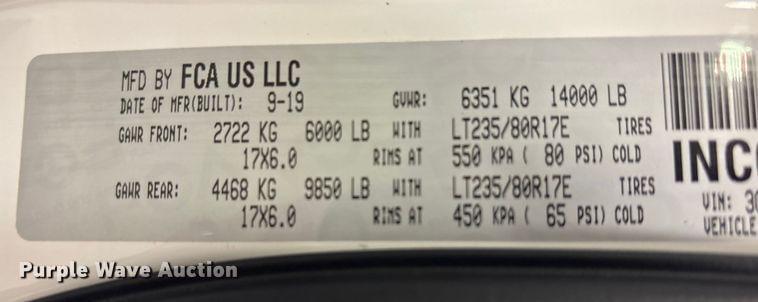 MFD BY FCA US LLC
DATE OF MFR(BUILT): 9-19 GVWR: 6351 KG 14000 LB
GAWR FRONT: 2722 KG 6000 LB WITH LT235/80R17E TIRES
17X6.0 RIMS AT 550 KPA ( 80 PSI) COLD
GAWR REAR: 4468 KG 9850 LB WITH LT235/80R17E TIRES
17X6.0 RIMS AT 450 KPA ( 65 PSI) COLD
INC
VIN: 
VEHICLE
Purple Wave Auction